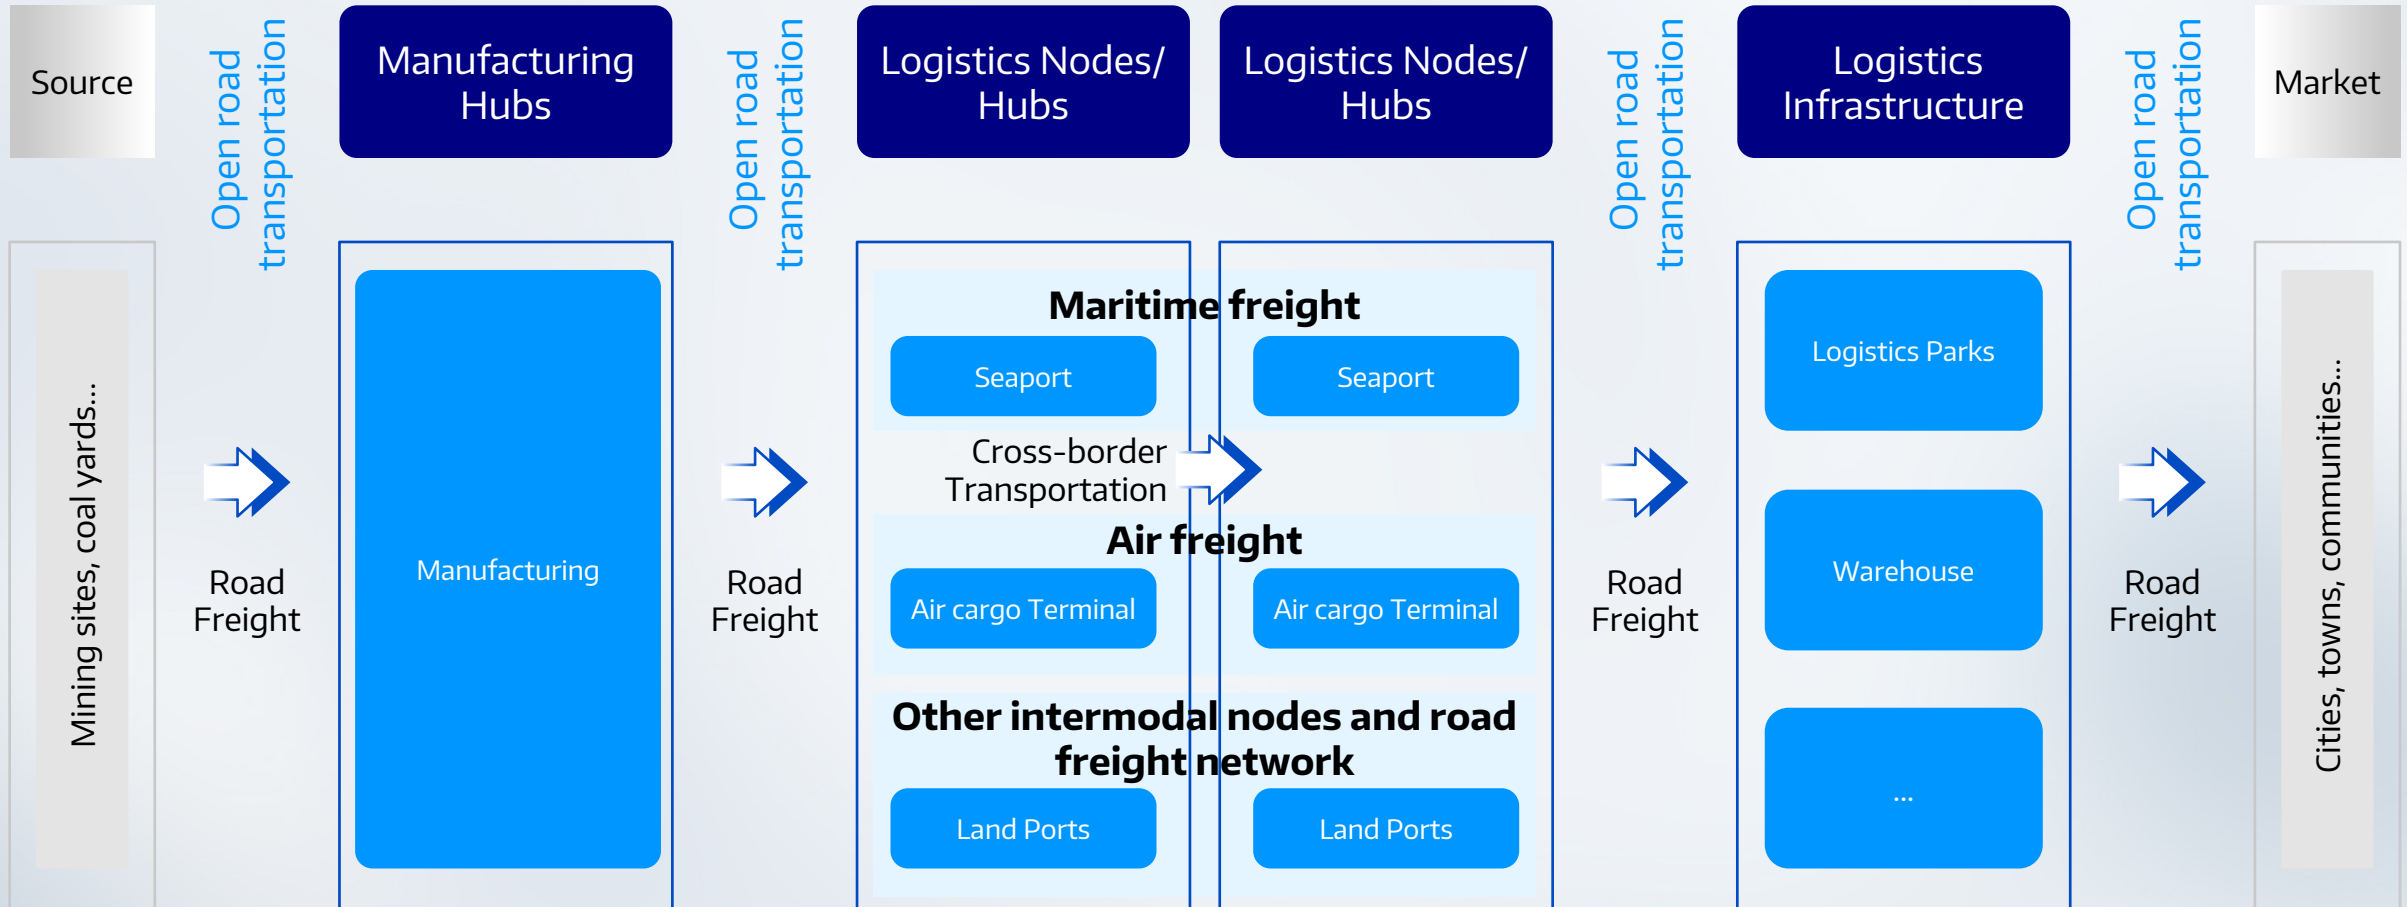 Source
Open road
transportation
Manufacturing
Hubs
Open road
transportation
Logistics Nodes/
Hubs
Logistics Nodes/
Hubs
Open road
transportation
Logistics
Infrastructure
Open road
transportation
Market
Mining sites, coal yards...
Road
Freight
Manufacturing
Road
Freight
Maritime freight
Seaport
Seaport
Cross-border
Transportation
Air freight
Air cargo Terminal
Air cargo Terminal
Other intermodal nodes and road
freight network
Land Ports
Land Ports
Road
Freight
Logistics Parks
Warehouse
...
Road
Freight
Cities, towns, communities...